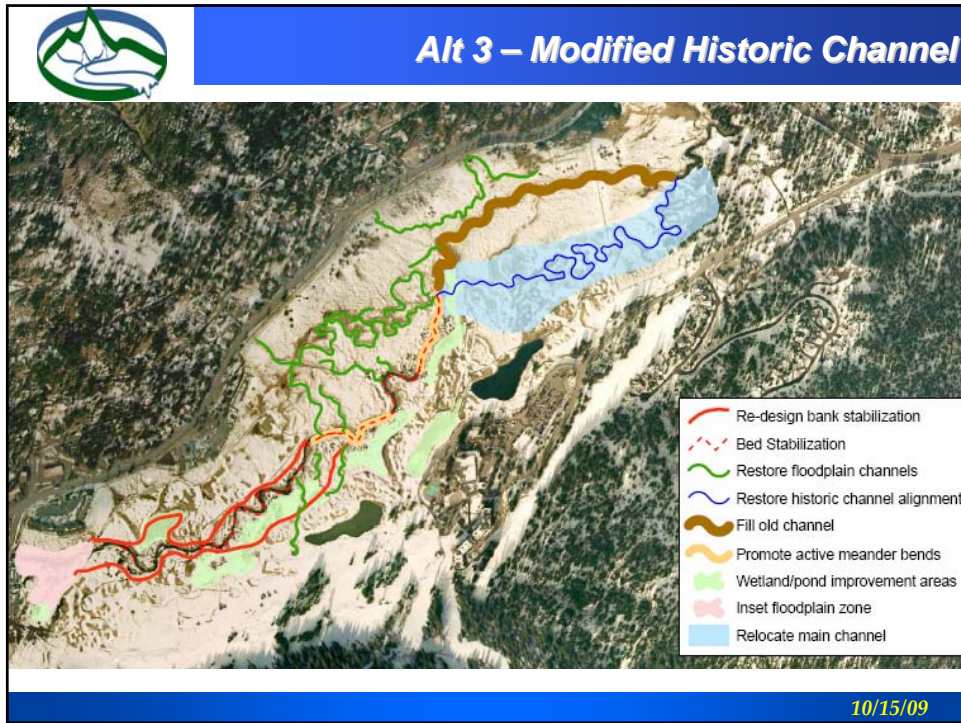 Alt 3 – Modified Historic Channel
Re-design bank stabilization
Bed Stabilization
Restore floodplain channels
Restore historic channel alignment
Fill old channel
Promote active meander bends
Wetland/pond improvement areas
Inset floodplain zone
Relocate main channel
10/15/09